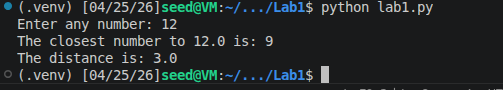 (.venv) [04/25/26]seed@VM:~/.../Lab1$ python lab1.py
Enter any number: 12
The closest number to 12.0 is: 9
The distance is: 3.0
(.venv) [04/25/26]seed@VM:~/.../Lab1$